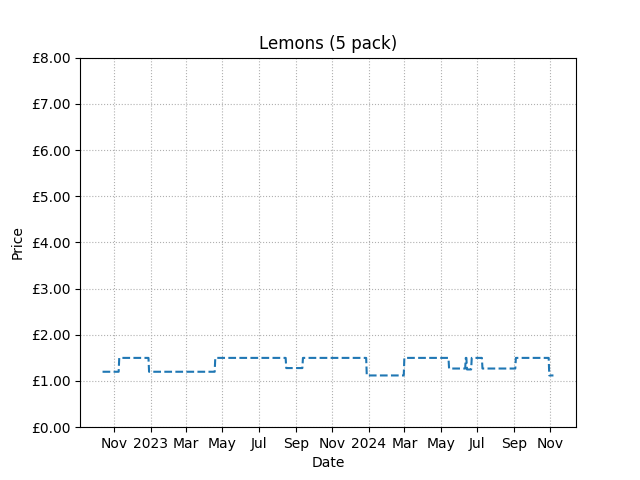 Lemons (5 pack)
£8.00
£7.00
£6.00
£5.00
£4.00
£3.00
£2.00
£1.00
£0.00
Price
Nov 2023 Mar May Jul Sep Nov 2024 Mar May Jul Sep Nov
Date